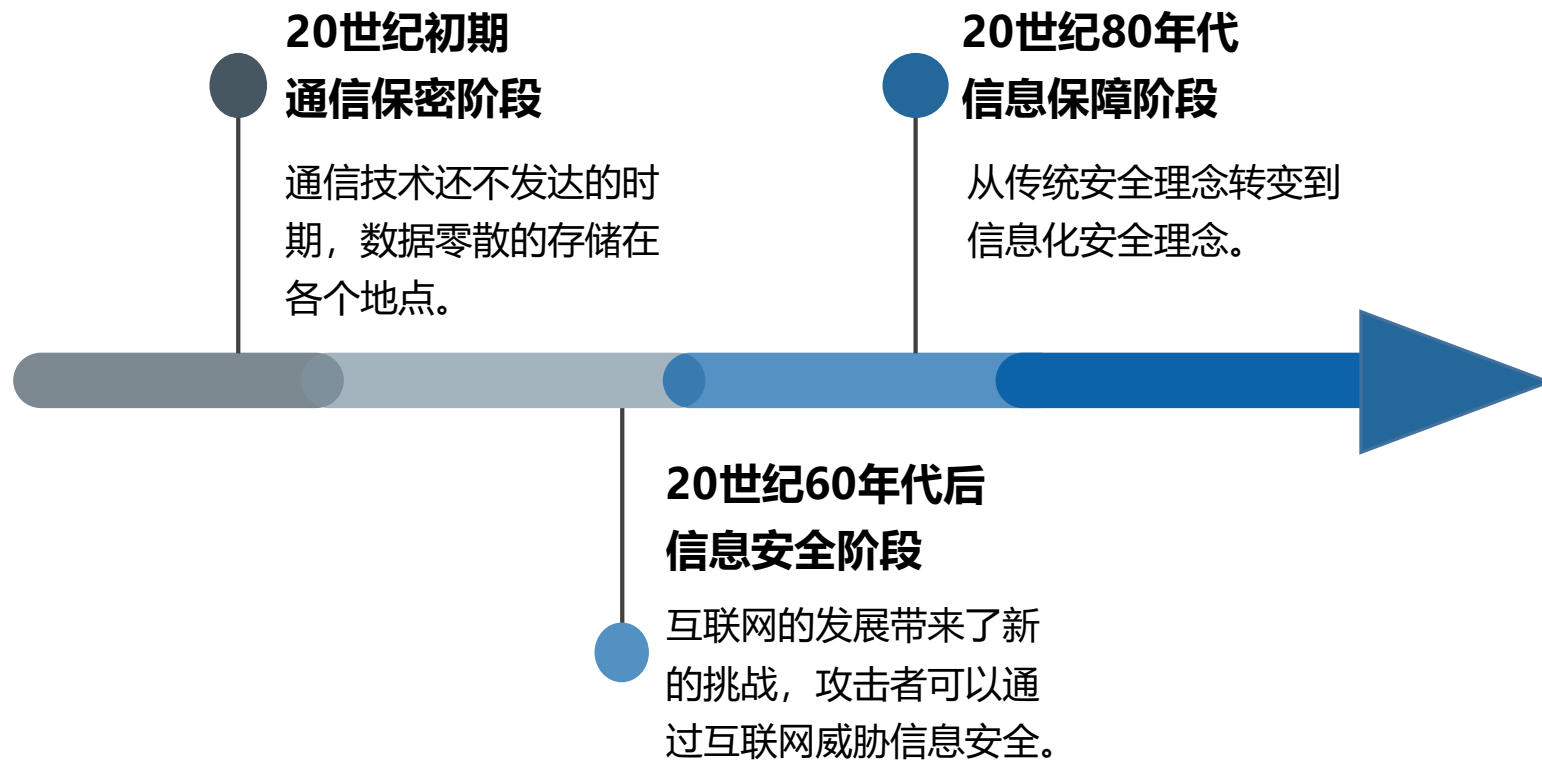 20世纪初期
通信保密阶段
通信技术还不发达的时
期，数据零散的存储在
各个地点。
20世纪60年代后
信息安全阶段
互联网的发展带来了新
的挑战，攻击者可以通
过互联网威胁信息安全。
20世纪80年代
信息保障阶段
从传统安全理念转变到
信息化安全理念。